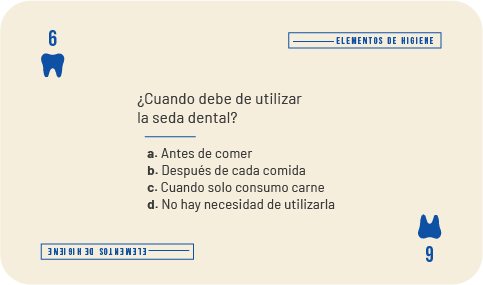 6
ELEMENTOS DE HIGIENE
¿Cuando debe de utilizar
la seda dental?
a. Antes de comer
b. Después de cada comida
c. Cuando solo consumo carne
d. No hay necesidad de utilizarla
ELEMENTOS DE HIGIENE
6